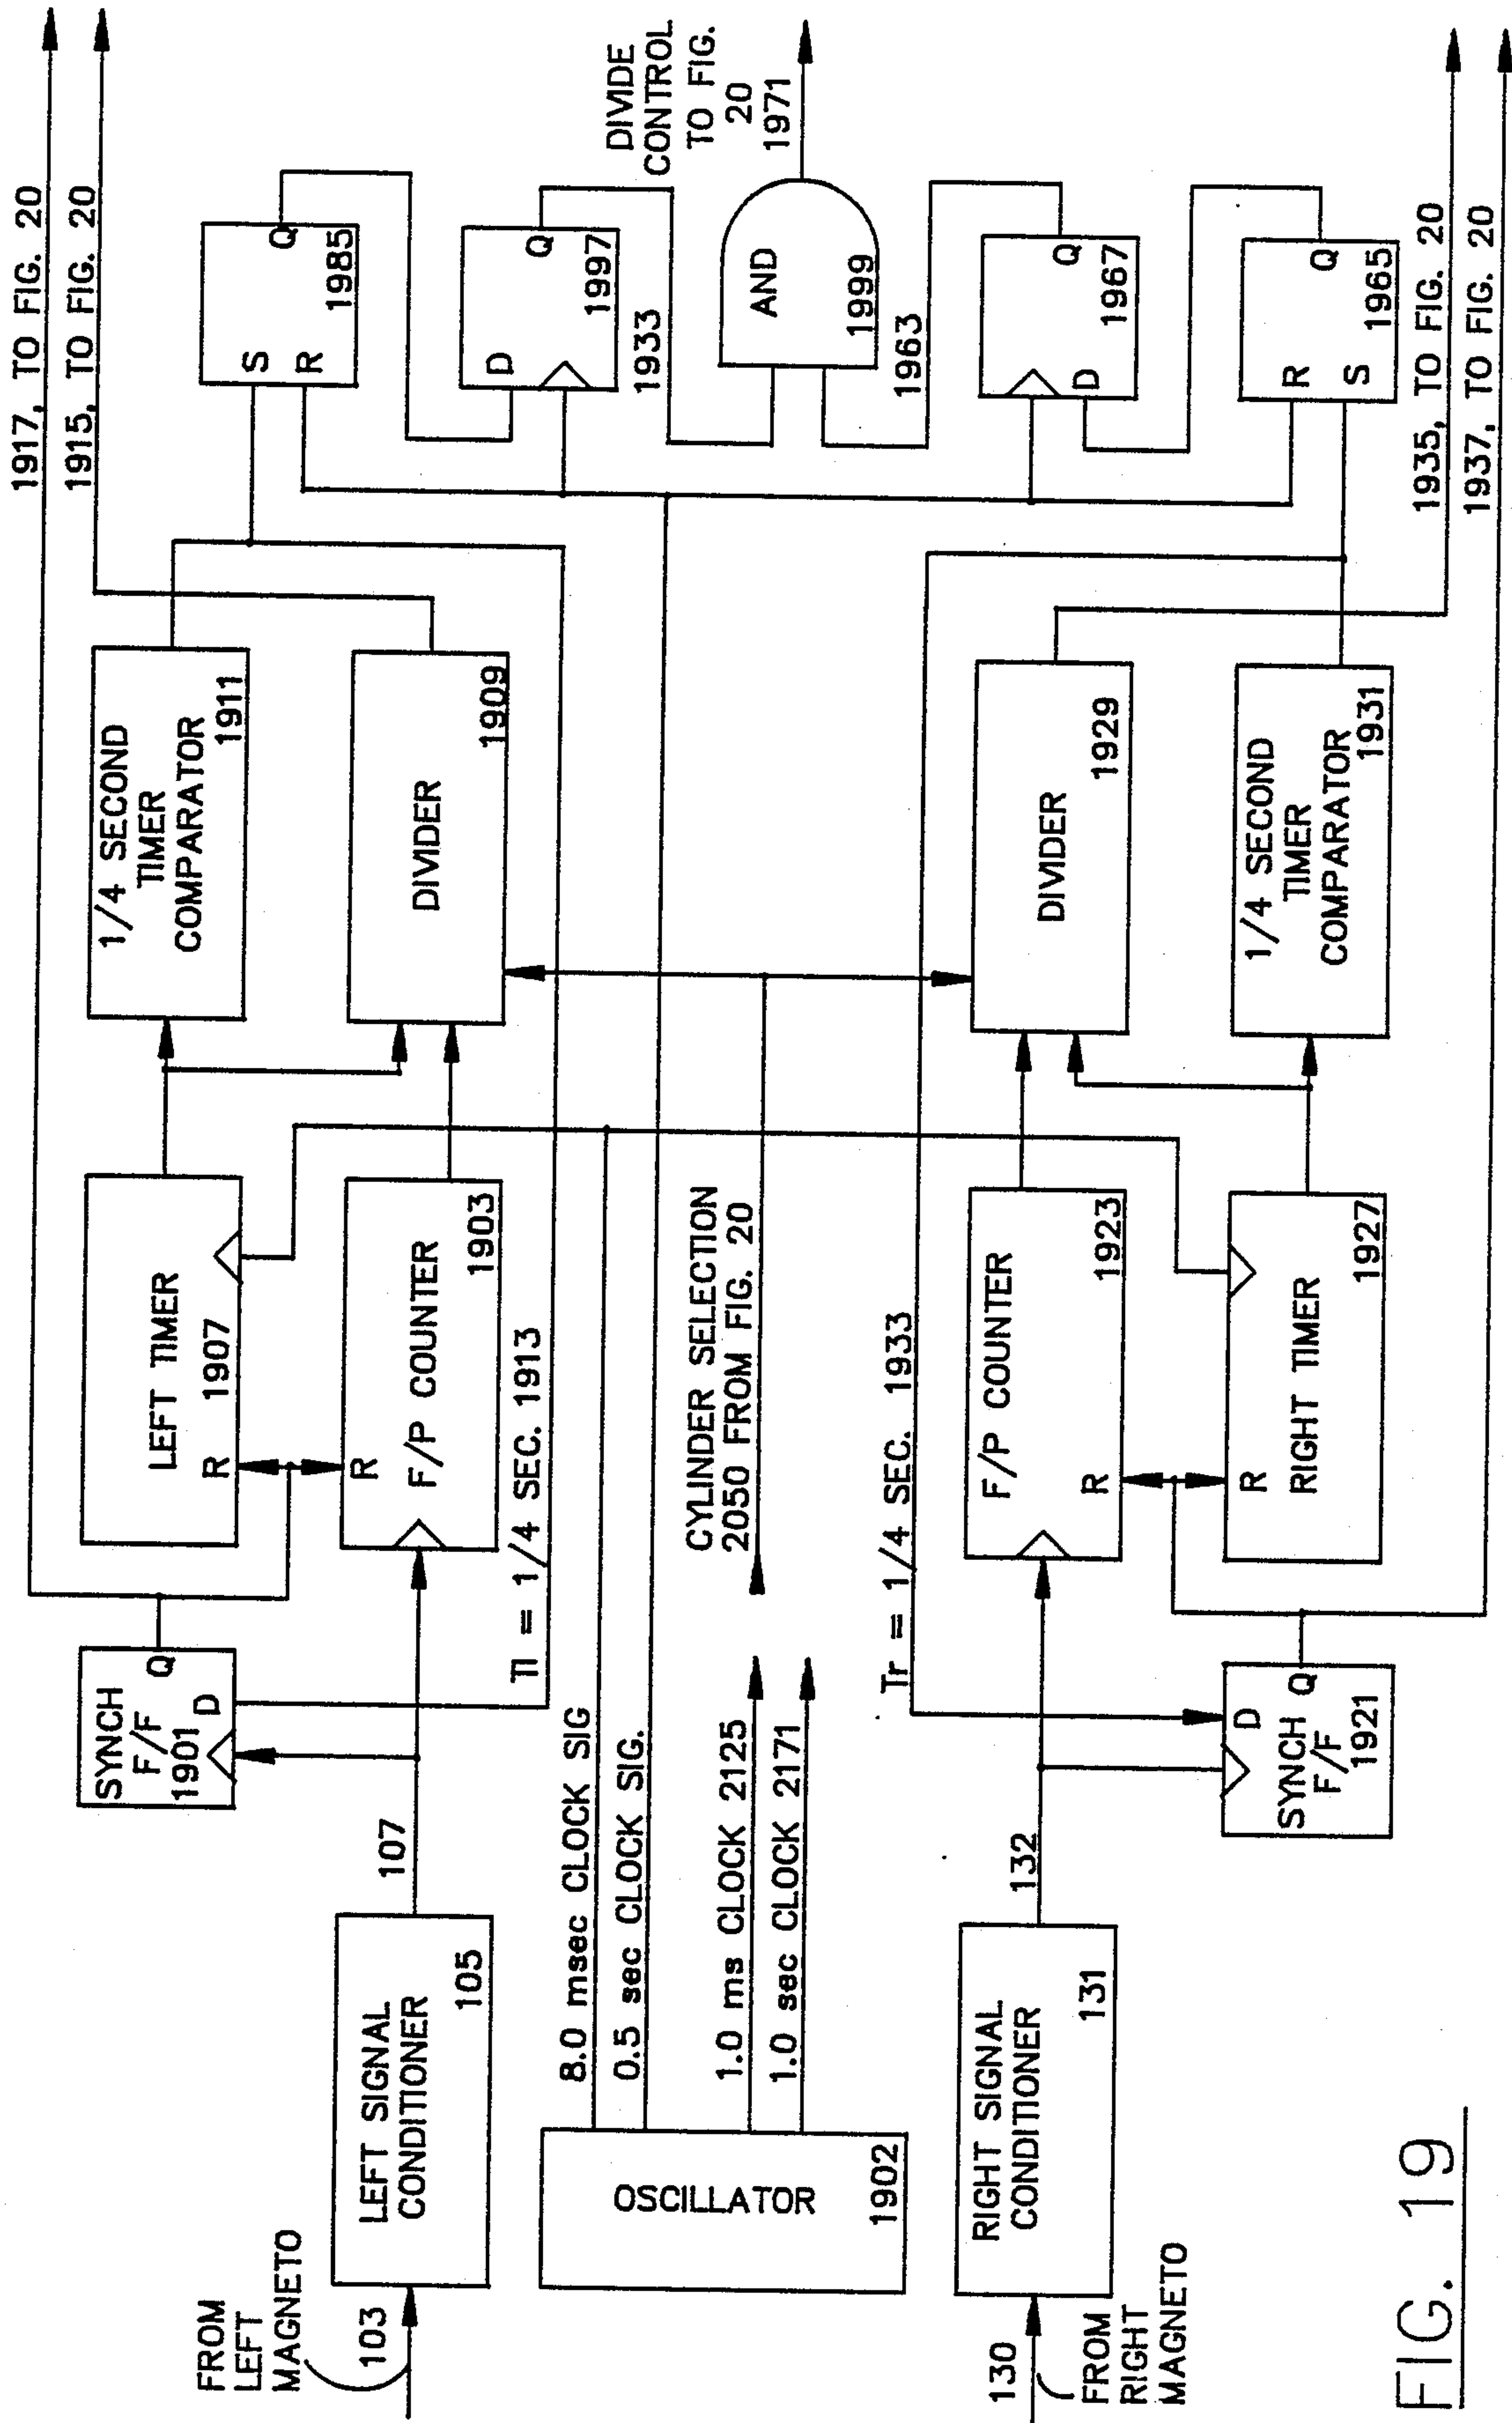 1917, TO FIG. 20
1915, TO FIG. 20
SYNCH
F/F
1901
Q
D
LEFT TIMER
R
1907
1/4 SECOND
TIMER
COMPARATOR
1911
S
R
Q
1985
FROM
LEFT
MAGNETO
103
LEFT SIGNAL
CONDITIONER
105
107
R
F/P COUNTER
1903
DIVIDER
1909
D
Q
1997
1933
Tl = 1/4 SEC. 1913
8.0 msec CLOCK SIG
0.5 sec CLOCK SIG.
OSCILLATOR
1902
1.0 ms CLOCK 2125
1.0 sec CLOCK 2171
CYLINDER SELECTION
2050 FROM FIG. 20
AND
1999
DIVIDE
CONTROL
TO FIG.
20
1971
1963
Tr = 1/4 SEC. 1933
130
FROM
RIGHT
MAGNETO
RIGHT SIGNAL
CONDITIONER
131
132
F/P COUNTER
R
1923
DIVIDER
1929
D
Q
1967
D
Q
SYNCH
F/F
1921
R
RIGHT TIMER
1927
1/4 SECOND
TIMER
COMPARATOR
1931
R
S
Q
1965
1935, TO FIG. 20
1937, TO FIG. 20
FIG. 19